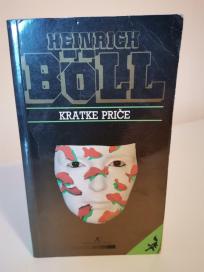 HEINRICH
BÖLL
KRATKE PRIČE